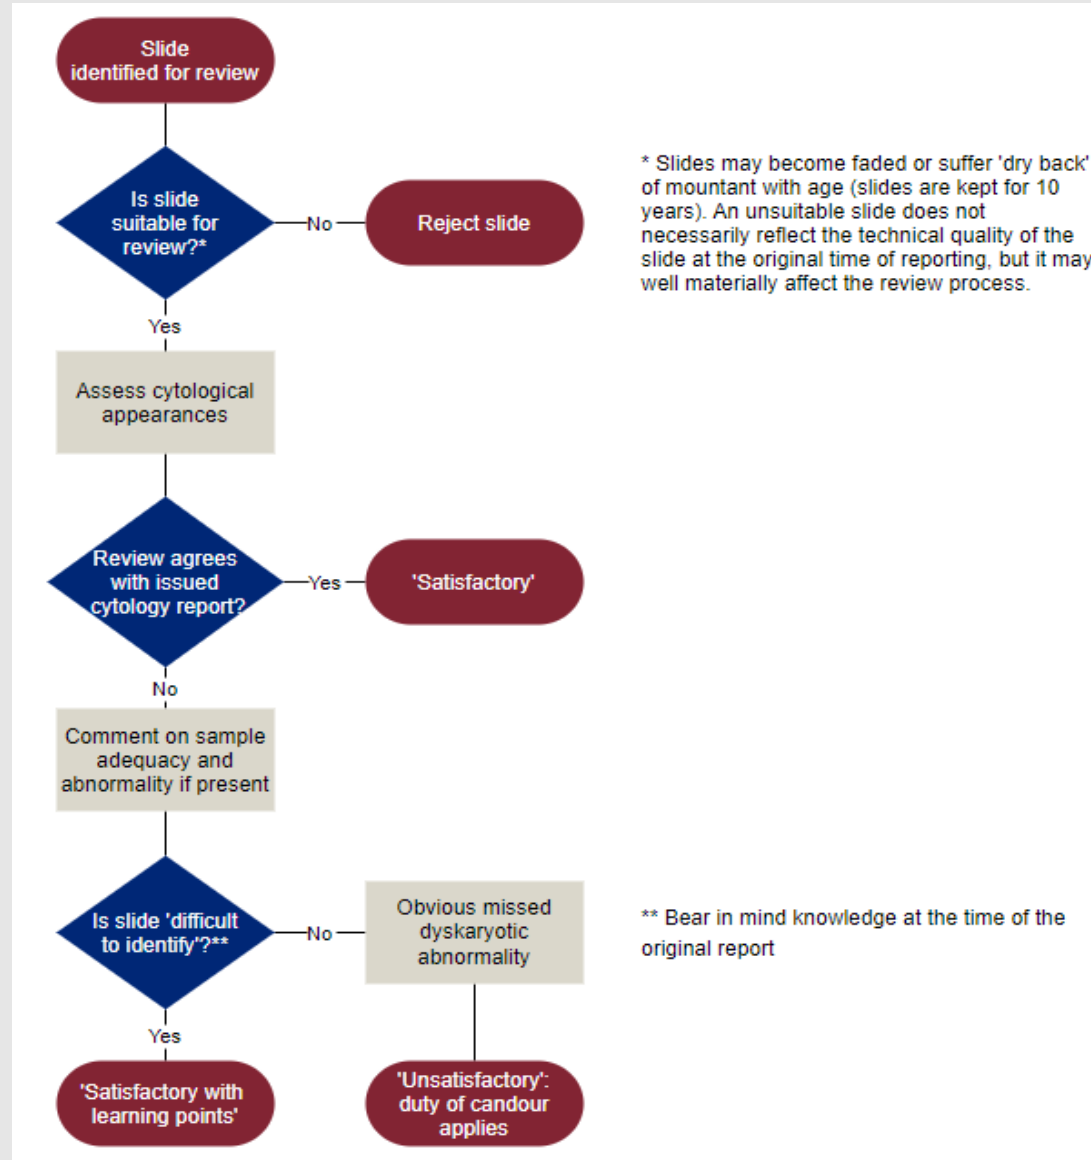 Slide
identified for review
Is slide
suitable for
review?*
No
Reject slide
* Slides may become faded or suffer 'dry back'
of mountant with age (slides are kept for 10
years). An unsuitable slide does not
necessarily reflect the technical quality of the
slide at the original time of reporting, but it may
well materially affect the review process.
Yes
Assess cytological
appearances
Review agrees
with issued
cytology report?
Yes
'Satisfactory'
No
Comment on sample
adequacy and
abnormality if present
Is slide 'difficult
to identify'?**
No
Obvious missed
dyskaryotic
abnormality
** Bear in mind knowledge at the time of the
original report
Yes
'Satisfactory with
learning points'
'Unsatisfactory':
duty of candour
applies